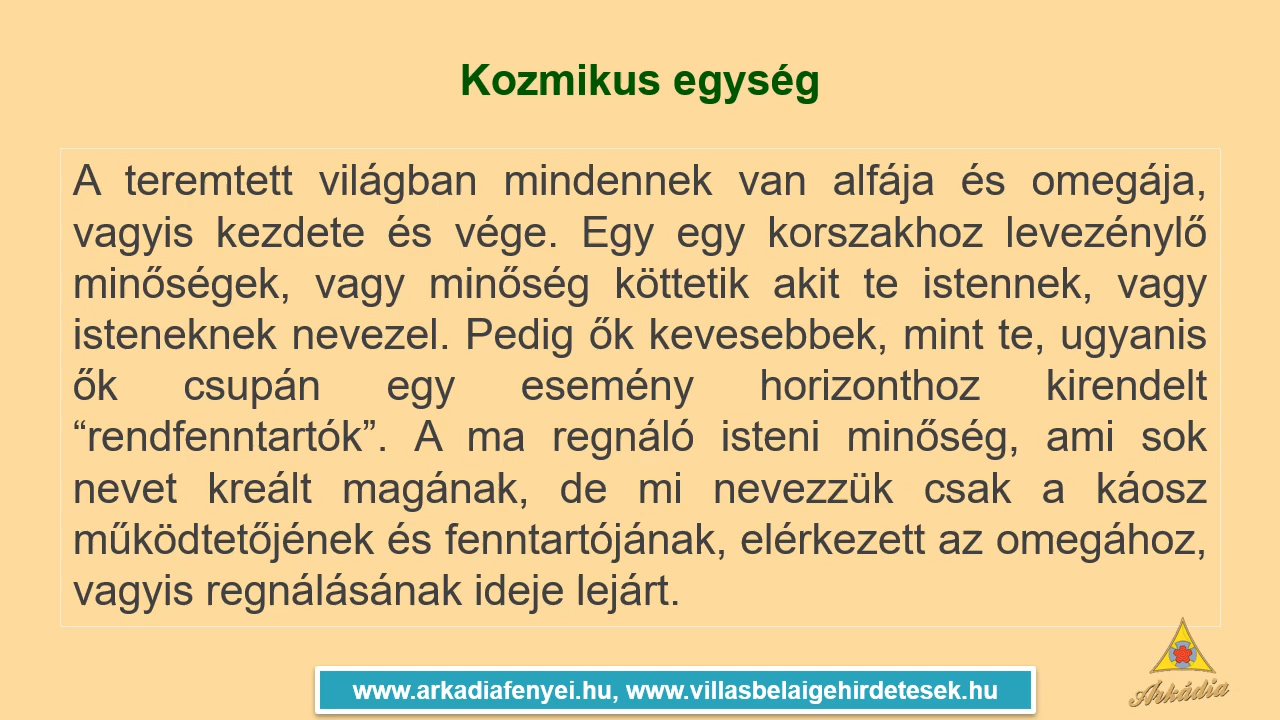 Kozmikus egység
A teremtett világban mindennek van alfája és omegája,
vagyis kezdete és vége. Egy egy korszakhoz levezénylő
minőségek, vagy minőség köttetik akit te istennek, vagy
isteneknek nevezel. Pedig ők kevesebbek, mint te, ugyanis
ők csupán egy esemény horizonthoz kirendelt
“rendfenntartók”. A ma regnáló isteni minőség, ami sok
nevet kreált magának, de mi nevezzük csak a káosz
működtetőjének és fenntartójának, elérkezett az omegához,
vagyis regnálásának ideje lejárt.
www.arkadiafenyei.hu, www.villasbelaigehirdetesek.hu
Arkádia